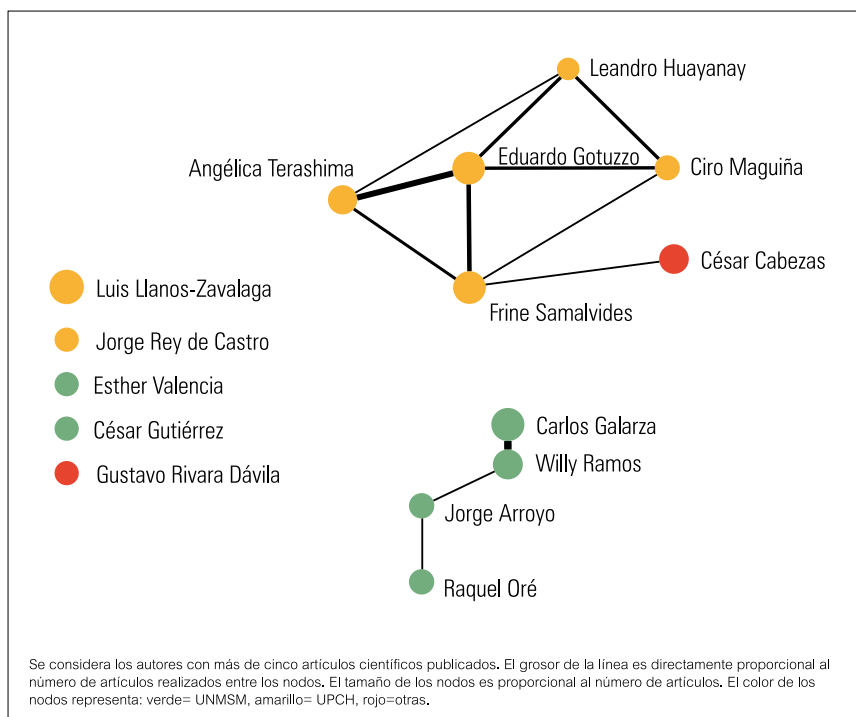 Leandro Huayanay
Eduardo Gotuzzo
Angélica Terashima
Ciro Maguiña
César Cabezas
Luis Llanos-Zavalaga
Frine Samalvides
Jorge Rey de Castro
Esther Valencia
César Gutiérrez
Carlos Galarza
Willy Ramos
Gustavo Rivara Dávila
Jorge Arroyo
Raquel Oré
Se considera los autores con más de cinco artículos científicos publicados. El grosor de la línea es directamente proporcional al
número de artículos realizados entre los nodos. El tamaño de los nodos es proporcional al número de artículos. El color de los
nodos representa: verde= UNMSM, amarillo= UPCH, rojo=otras.